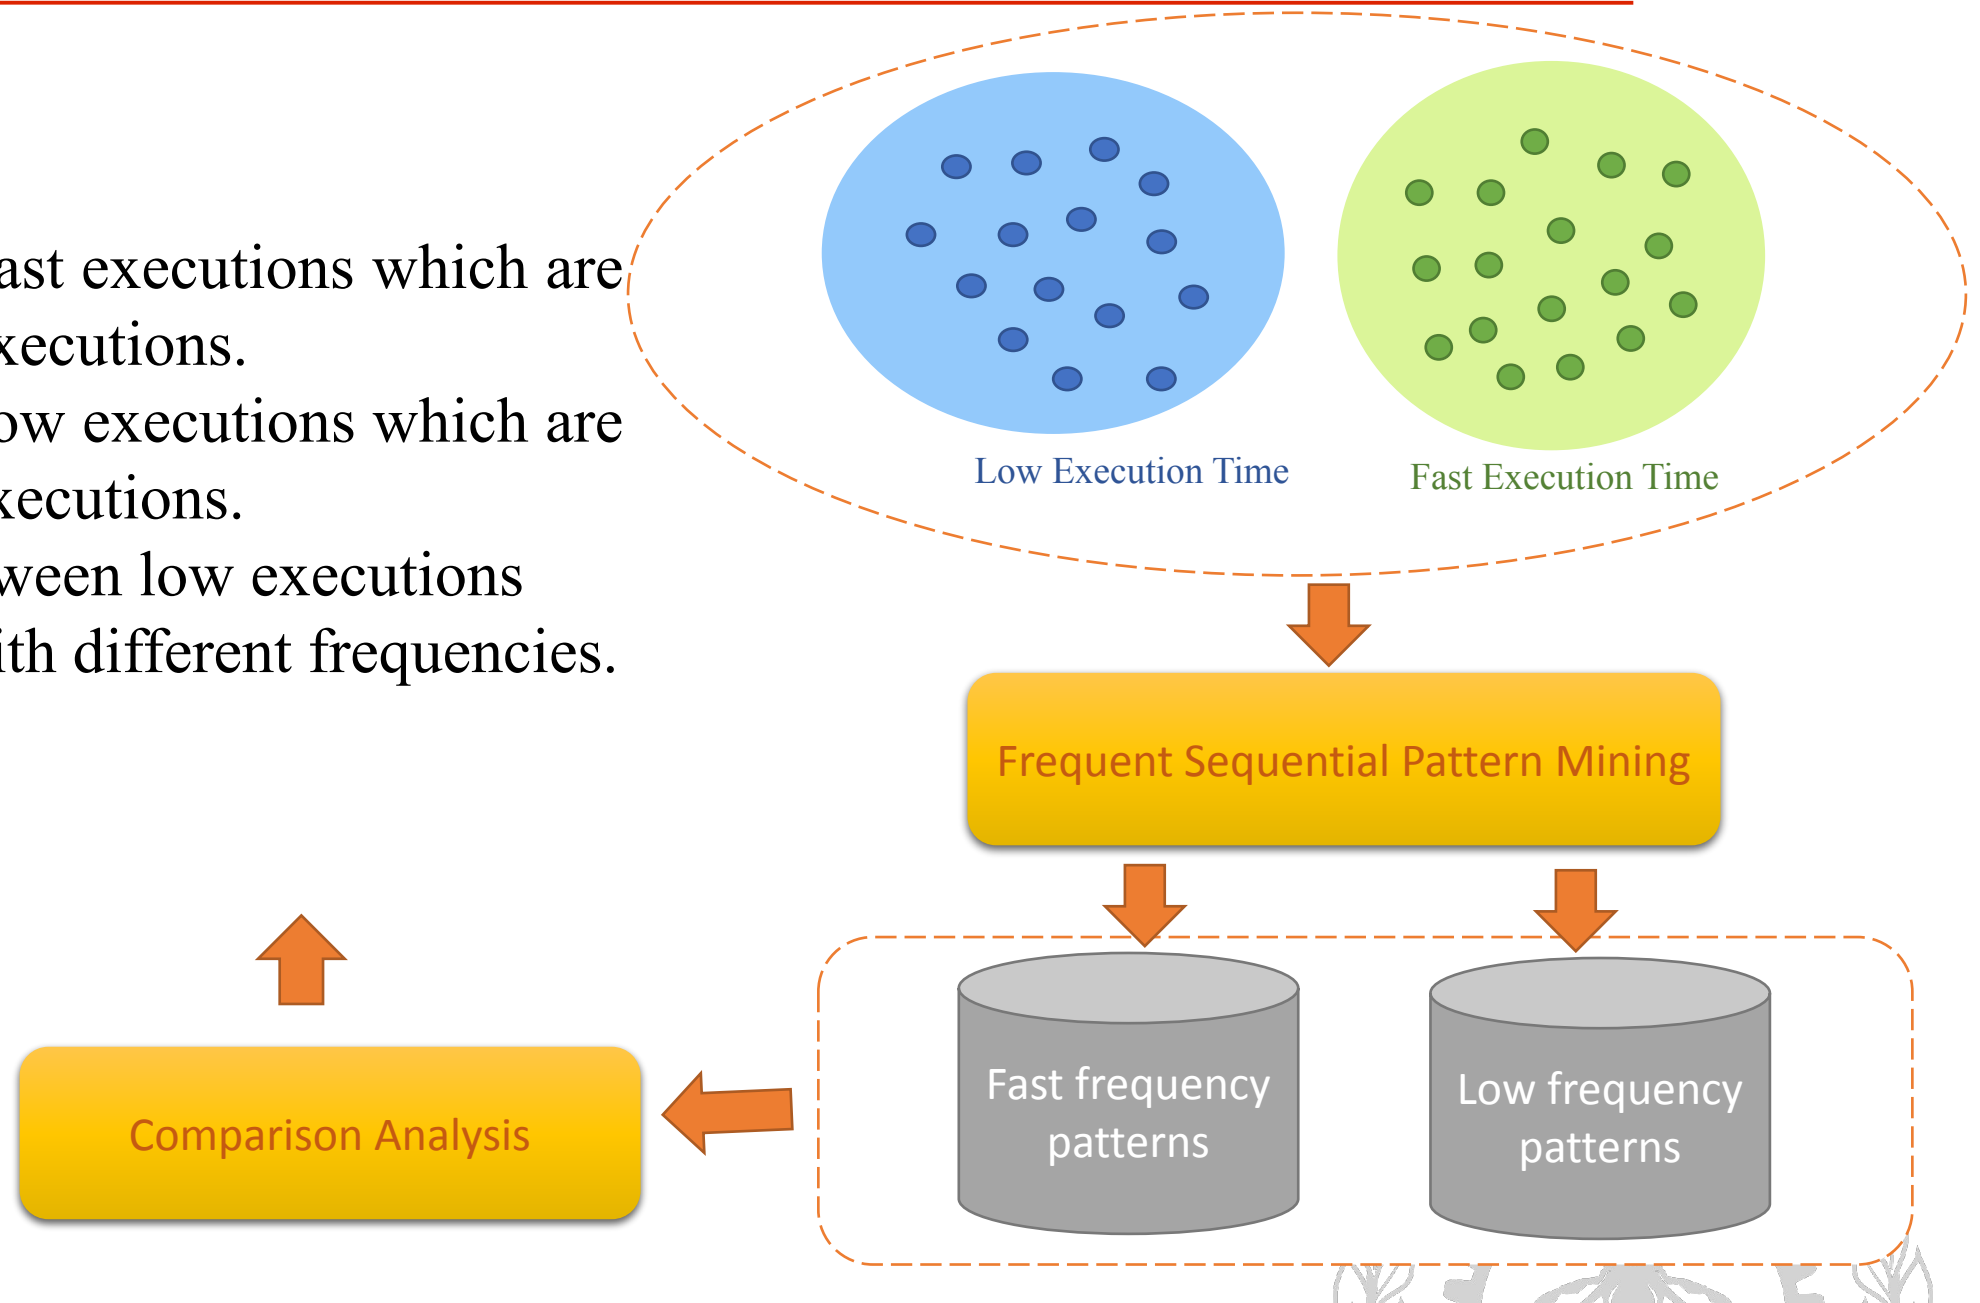 ast executions which are
xecutions.
ow executions which are
xecutions.
ween low executions
ith different frequencies.
Low Execution Time
Fast Execution Time
Frequent Sequential Pattern Mining
Fast frequency
patterns
Low frequency
patterns
Comparison Analysis